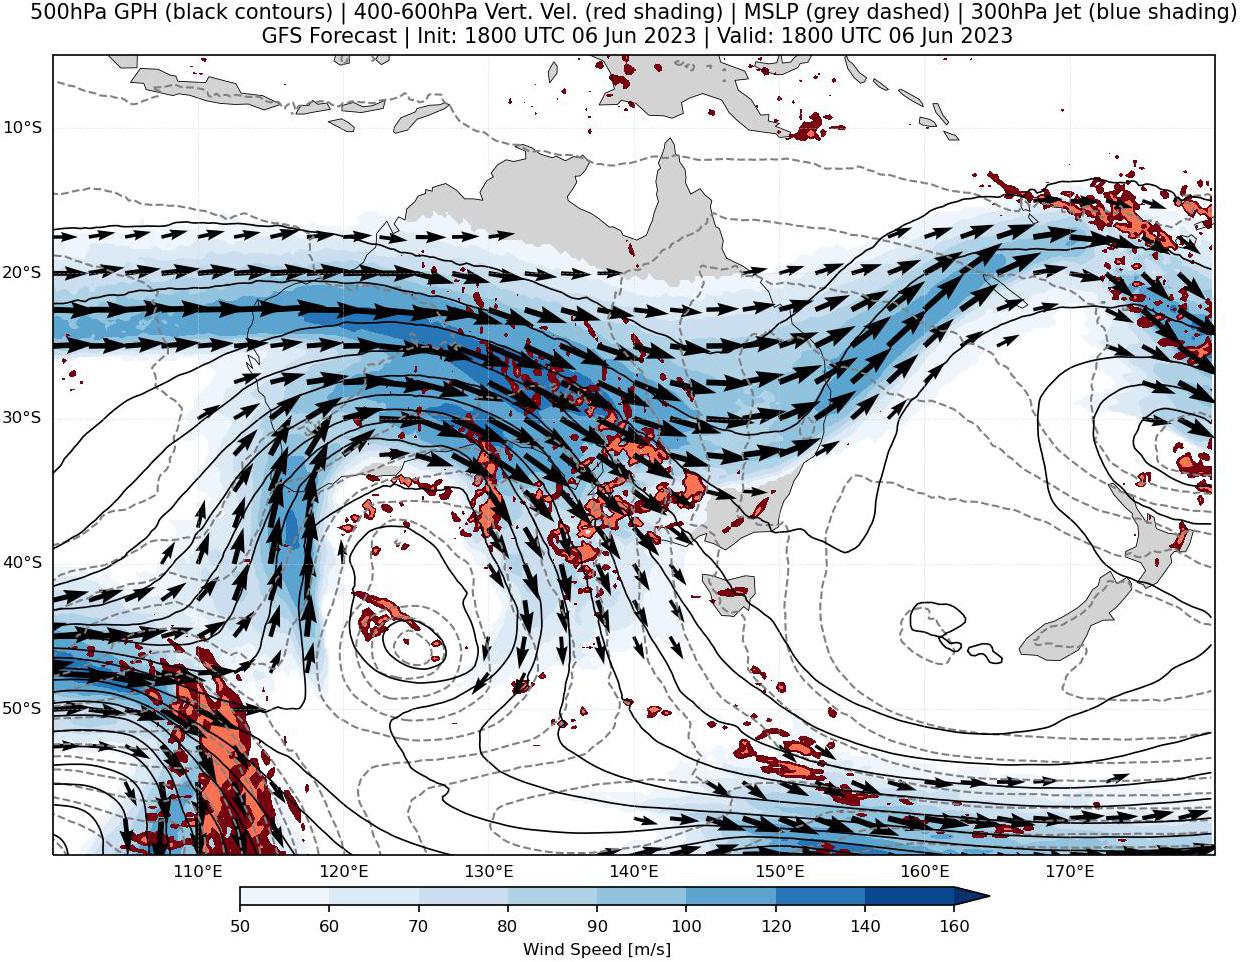 500hPa GPH (black contours) | 400-600hPa Vert. Vel. (red shading) | MSLP (grey dashed) | 300hPa Jet (blue shading)
GFS Forecast | Init: 1800 UTC 06 Jun 2023 | Valid: 1800 UTC 06 Jun 2023
10°S
20°S
30°S
40°S
50°S
110°E 120°E 130°E 140°E 150°E 160°E 170°E
50 60 70 80 90 100 120 140 160
Wind Speed [m/s]